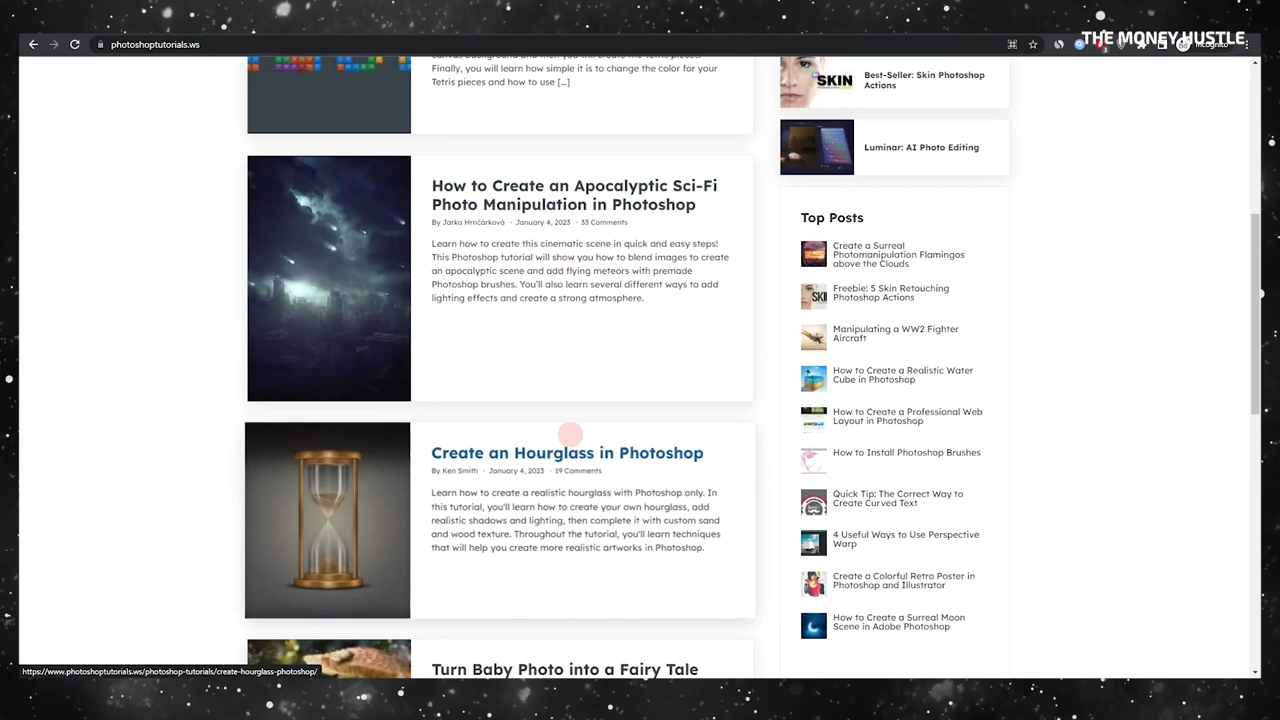 THE MONEY HUSTLE
photoshoptutorials.ws
Incognito
Finally, you will learn how simple it is to change the color for your
Tetris pieces and how to use [...]
How to Create an Apocalyptic Sci-Fi
Photo Manipulation in Photoshop
By Jarka Hrnčárková · January 4, 2023 · 33 Comments
Learn how to create this cinematic scene in quick and easy steps!
This Photoshop tutorial will show you how to blend images to create
an apocalyptic scene and add flying meteors with premade
Photoshop brushes. You'll also learn several different ways to add
lighting effects and create a strong atmosphere.
Create an Hourglass in Photoshop
By Ken Smith · January 4, 2023 · 19 Comments
Learn how to create a realistic hourglass with Photoshop only. In
this tutorial, you'll learn how to create your own hourglass, add
realistic shadows and lighting, then complete it with custom sand
and wood texture. Throughout the tutorial, you'll learn techniques
that will help you create more realistic artworks in Photoshop.
Turn Baby Photo into a Fairy Tale
SKIN
Best-Seller: Skin Photoshop
Actions
Luminar: AI Photo Editing
Top Posts
Create a Surreal
Photomanipulation Flamingos
above the Clouds
Freebie: 5 Skin Retouching
Photoshop Actions
Manipulating a WW2 Fighter
Aircraft
How to Create a Realistic Water
Cube in Photoshop
How to Create a Professional Web
Layout in Photoshop
How to Install Photoshop Brushes
Quick Tip: The Correct Way to
Create Curved Text
4 Useful Ways to Use Perspective
Warp
Create a Colorful Retro Poster in
Photoshop and Illustrator
How to Create a Surreal Moon
Scene in Adobe Photoshop
https://www.photoshoptutorials.ws/photoshop-tutorials/create-hourglass-photoshop/